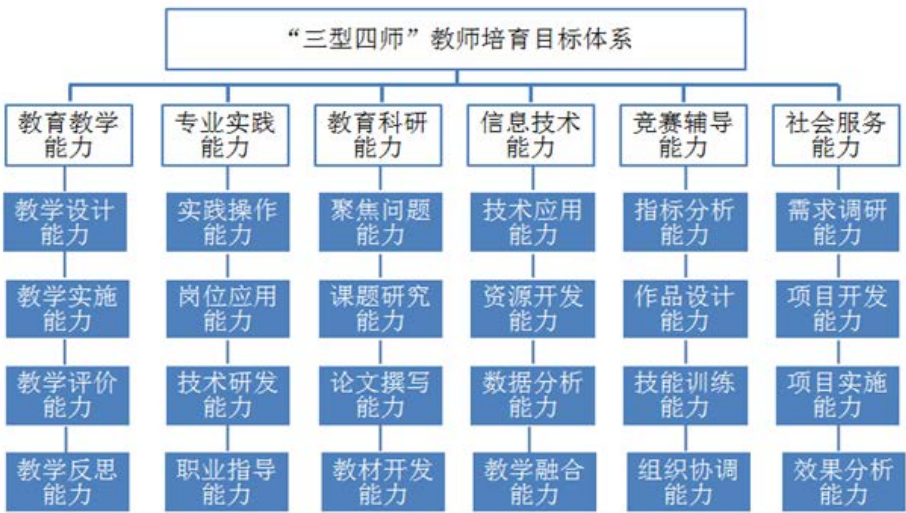 “三型四师”教师培育目标体系
教育教学
能力
专业实践
能力
教育科研
能力
信息技术
能力
竞赛辅导
能力
社会服务
能力
教学设计
能力
实践操作
能力
聚焦问题
能力
技术应用
能力
指标分析
能力
需求调研
能力
教学实施
能力
岗位应用
能力
课题研究
能力
资源开发
能力
作品设计
能力
项目开发
能力
教学评价
能力
技术研发
能力
论文撰写
能力
数据分析
能力
技能训练
能力
项目实施
能力
教学反思
能力
职业指导
能力
教材开发
能力
教学融合
能力
组织协调
能力
效果分析
能力